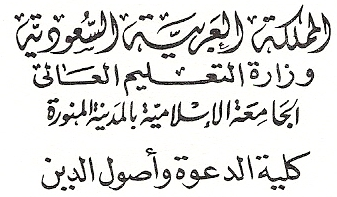 المملكة العربية السعودية
وزارة التعليم العالي
الجامعة الإسلامية بالمدينة المنورة
كلية الدعوة وأصول الدين